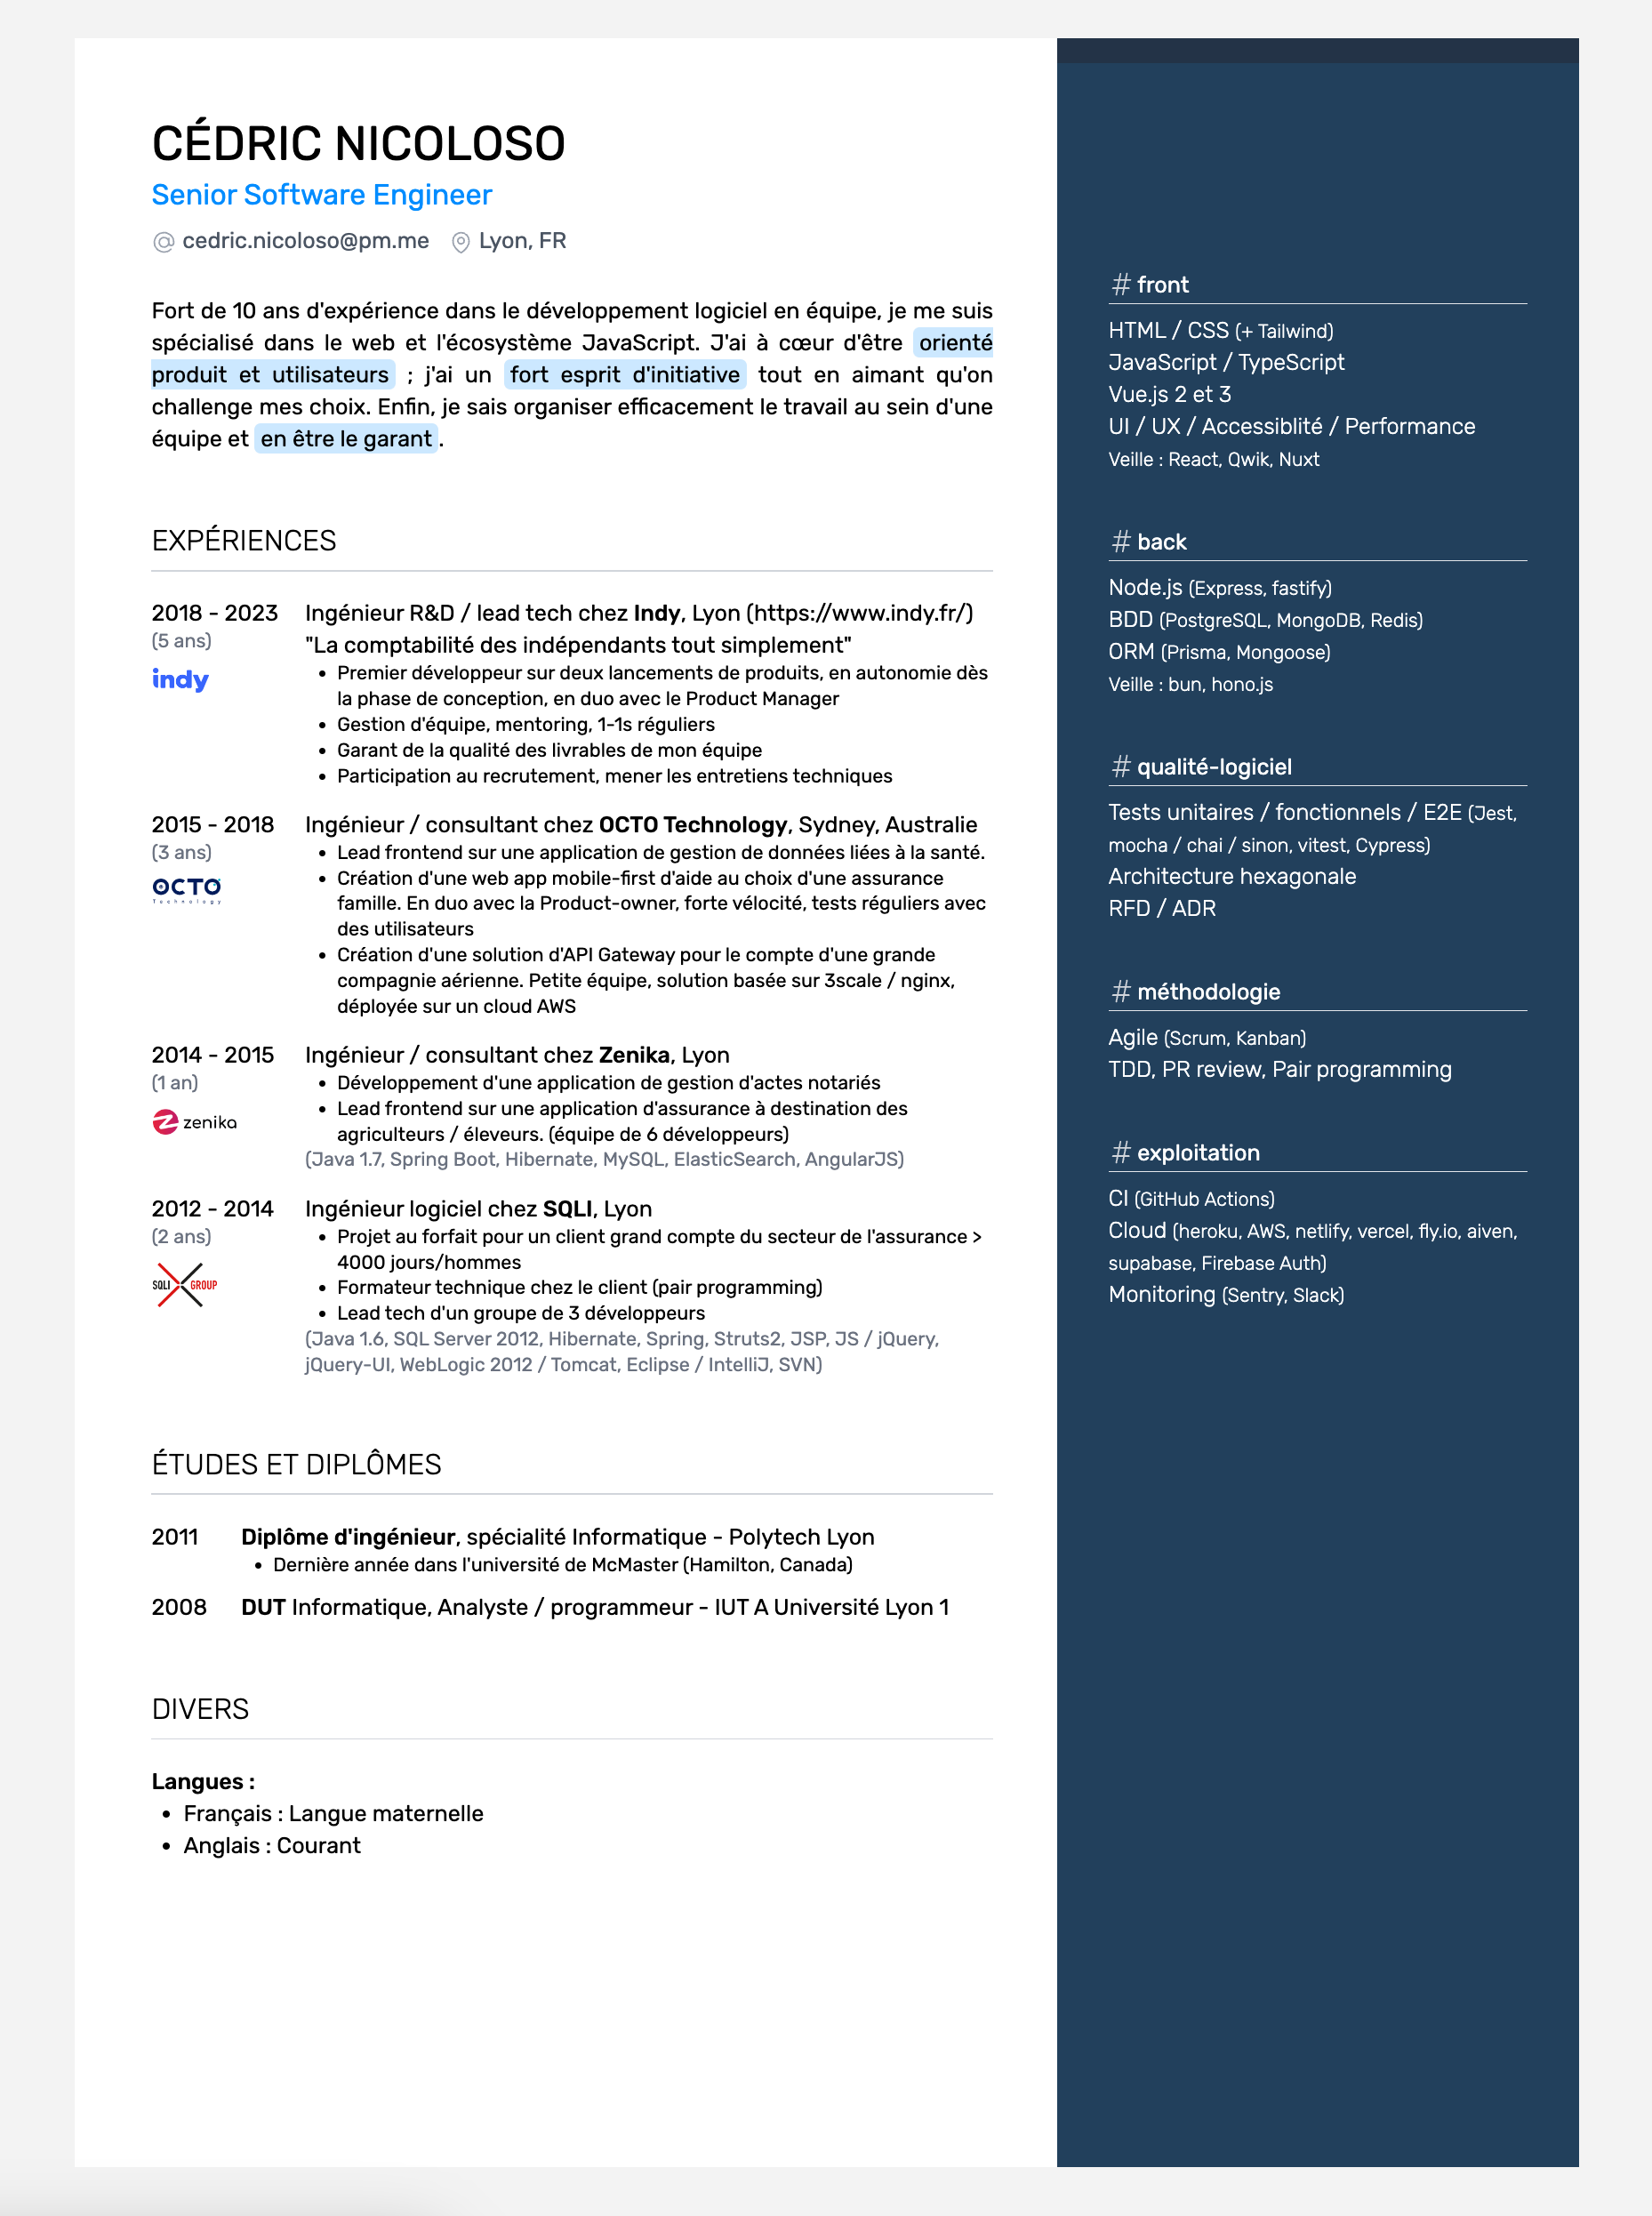 CÉDRIC NICOLOSO
Senior Software Engineer
cedric.nicoloso@pm.me Lyon, FR
Fort de 10 ans d'expérience dans le développement logiciel en équipe, je me suis
spécialisé dans le web et l'écosystème JavaScript. J'ai à cœur d'être orienté
produit et utilisateurs ; j'ai un fort esprit d'initiative tout en aimant qu'on
challenge mes choix. Enfin, je sais organiser efficacement le travail au sein d'une
équipe et en être le garant.
EXPÉRIENCES
2018 - 2023
(5 ans)
indy
Ingénieur R&D / lead tech chez Indy, Lyon (https://www.indy.fr/)
"La comptabilité des indépendants tout simplement"
• Premier développeur sur deux lancements de produits, en autonomie dès
la phase de conception, en duo avec le Product Manager
• Gestion d'équipe, mentoring, 1-1s réguliers
• Garant de la qualité des livrables de mon équipe
• Participation au recrutement, mener les entretiens techniques
2015 - 2018
(3 ans)
OCTO
Technology
Ingénieur / consultant chez OCTO Technology, Sydney, Australie
• Lead frontend sur une application de gestion de données liées à la santé.
• Création d'une web app mobile-first d'aide au choix d'une assurance
famille. En duo avec la Product-owner, forte vélocité, tests réguliers avec
des utilisateurs
• Création d'une solution d'API Gateway pour le compte d'une grande
compagnie aérienne. Petite équipe, solution basée sur 3scale / nginx,
déployée sur un cloud AWS
2014 - 2015
(1 an)
zenika
Ingénieur / consultant chez Zenika, Lyon
• Développement d'une application de gestion d'actes notariés
• Lead frontend sur une application d'assurance à destination des
agriculteurs / éleveurs. (équipe de 6 développeurs)
(Java 1.7, Spring Boot, Hibernate, MySQL, ElasticSearch, AngularJS)
2012 - 2014
(2 ans)
SQLI GROUP
Ingénieur logiciel chez SQLI, Lyon
• Projet au forfait pour un client grand compte du secteur de l'assurance >
4000 jours/hommes
• Formateur technique chez le client (pair programming)
• Lead tech d'un groupe de 3 développeurs
(Java 1.6, SQL Server 2012, Hibernate, Spring, Struts2, JSP, JS / jQuery,
jQuery-UI, WebLogic 2012 / Tomcat, Eclipse / IntelliJ, SVN)
ÉTUDES ET DIPLÔMES
2011 Diplôme d'ingénieur, spécialité Informatique - Polytech Lyon
• Dernière année dans l'université de McMaster (Hamilton, Canada)
2008 DUT Informatique, Analyste / programmeur - IUT A Université Lyon 1
DIVERS
Langues :
• Français : Langue maternelle
• Anglais : Courant
# front
HTML / CSS (+ Tailwind)
JavaScript / TypeScript
Vue.js 2 et 3
UI / UX / Accessiblité / Performance
Veille : React, Qwik, Nuxt
# back
Node.js (Express, fastify)
BDD (PostgreSQL, MongoDB, Redis)
ORM (Prisma, Mongoose)
Veille : bun, hono.js
# qualité-logiciel
Tests unitaires / fonctionnels / E2E (Jest,
mocha / chai / sinon, vitest, Cypress)
Architecture hexagonale
RFD / ADR
# méthodologie
Agile (Scrum, Kanban)
TDD, PR review, Pair programming
# exploitation
CI (GitHub Actions)
Cloud (heroku, AWS, netlify, vercel, fly.io, aiven,
supabase, Firebase Auth)
Monitoring (Sentry, Slack)